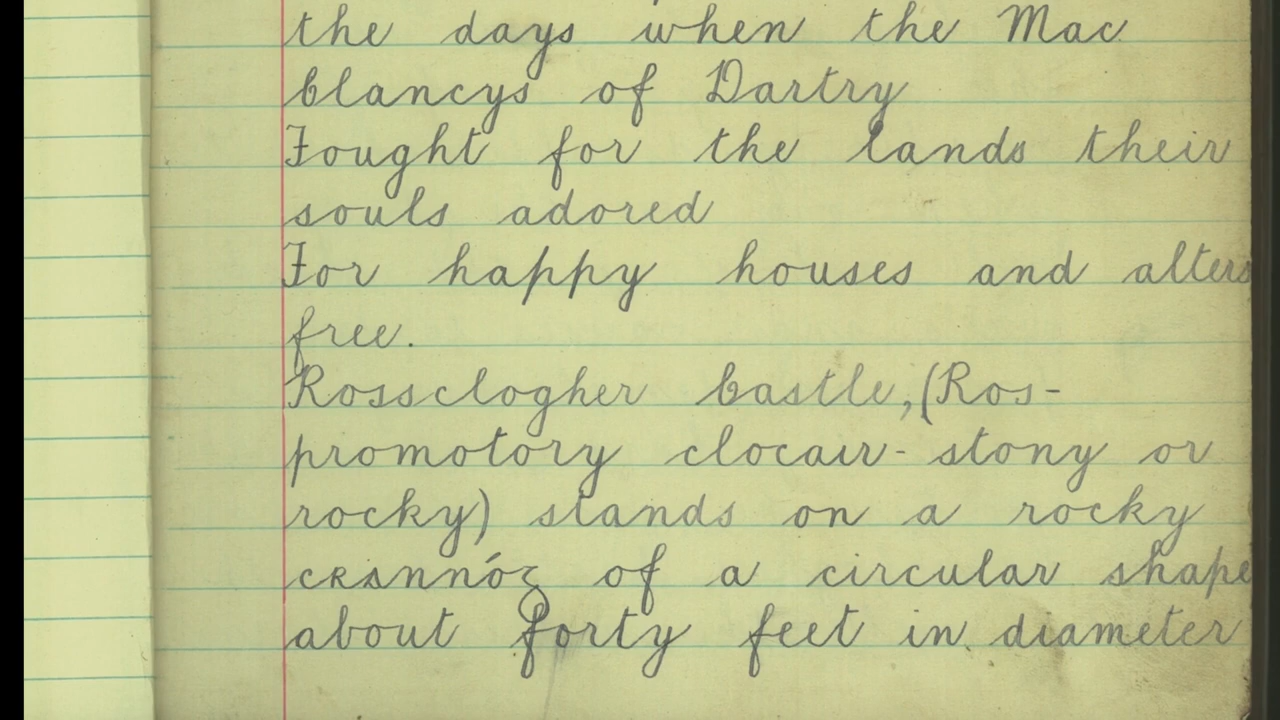 the days when the Mac
Clancys of Dartry
Fought for the lands their
souls adored
For happy houses and alters
free.
Rossclogher Castle, (Ros-
promotory clocair - stony or
rocky) stands on a rocky
crannóg of a circular shape
about forty feet in diameter